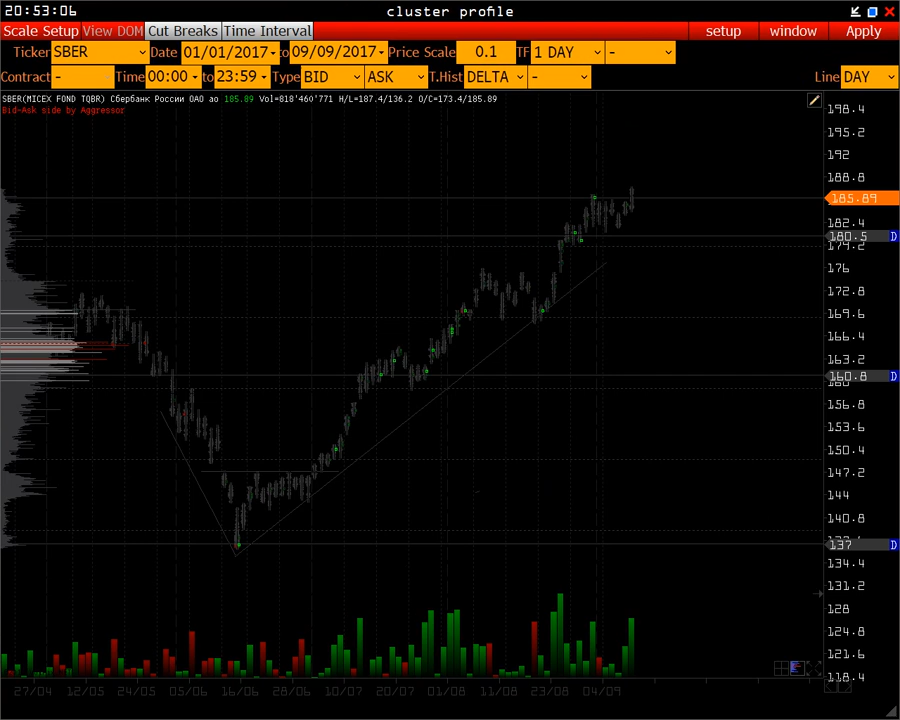 20:53:06 cluster profile
Scale Setup View DOM Cut Breaks Time Interval setup window Apply
Ticker SBER Date 01/01/2017 to 09/09/2017 Price Scale 0.1 TF 1 DAY -
Contract - Time 00:00 to 23:59 Type BID ASK T.Hist DELTA - Line DAY
SBER(MICEX FOND TQBR) Сбербанк России ОАО ао 185.89 Vol=818'460'771 H/L=187.4/136.2 O/C=173.4/185.89
Bid-Ask side by Aggressor
198.4
195.2
192
188.8
185.89
182.4
180.5 D
179.2
176
172.8
169.6
166.4
163.2
160.8 D
160
156.8
153.6
150.4
147.2
144
140.8
137 D
134.4
131.2
128
124.8
121.6
118.4
27/04 12/05 24/05 05/06 16/06 28/06 10/07 20/07 01/08 11/08 23/08 04/09